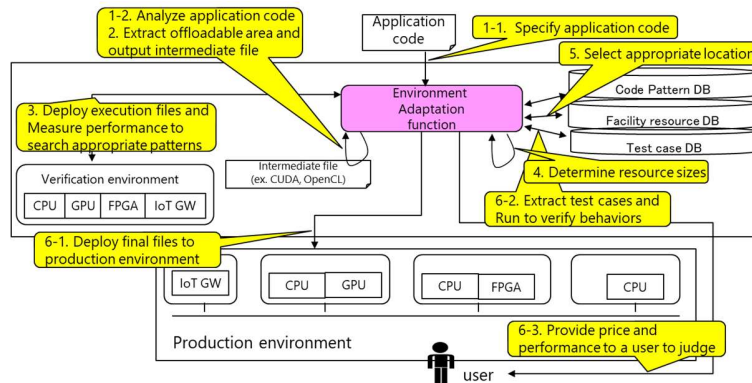 1-2. Analyze application code
2. Extract offloadable area and
output intermediate file
Application
code
1-1.  Specify application code
5. Select appropriate location
Environment
Adaptation
function
Code Pattern DB
Facility resource DB
Test case DB
3. Deploy execution files and
Measure performance to
search appropriate patterns
Intermediate file
(ex. CUDA, OpenCL)
4. Determine resource sizes
Verification environment
CPU
GPU
FPGA
IoT GW
6-2. Extract test cases and
Run to verify behaviors
6-1. Deploy final files to
production environment
IoT GW
CPU
GPU
CPU
FPGA
CPU
Production environment
6-3. Provide price and
performance to a user to judge
user